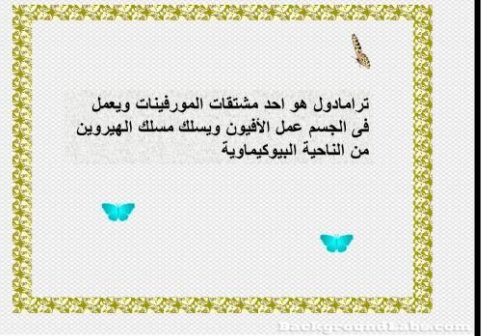 ترامادول هو احد مشتقات المورفينات ويعمل
فى الجسم عمل الأفيون ويسلك مسلك الهيروين
من الناحية البيوكيماوية
BackgroundLabs.com